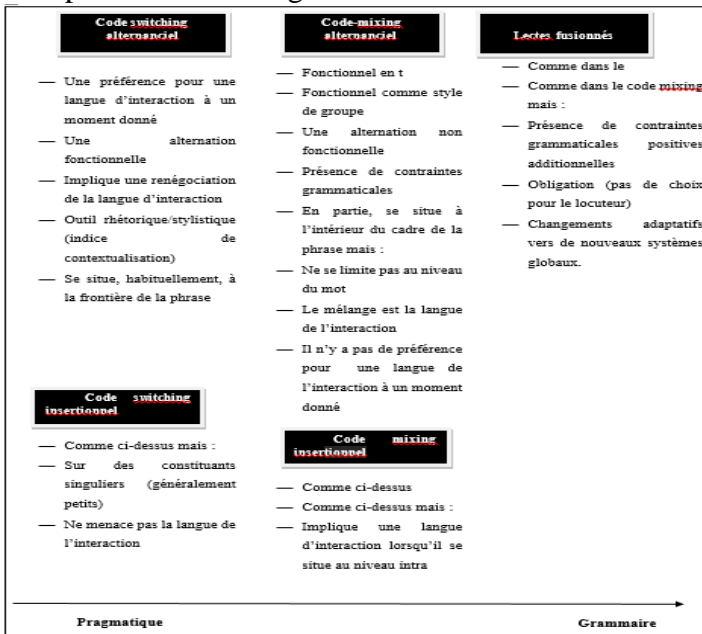 Code switching
alternanciel
— Une préférence pour une
langue d'interaction à un
moment donné
— Une alternation
fonctionnelle
— Implique une renégociation
de la langue d'interaction
— Outil rhétorique/stylistique
(indice de
contextualisation)
— Se situe, habituellement, à
la frontière de la phrase
Code switching
insertionnel
— Comme ci-dessus mais :
— Sur des constituants
singuliers (généralement
petits)
— Ne menace pas la langue de
l'interaction
Code-mixing
alternanciel
— Fonctionnel en t
— Fonctionnel comme style
de groupe
— Une alternation non
fonctionnelle
— Présence de contraintes
grammaticales
— En partie, se situe à
l'intérieur du cadre de la
phrase mais :
— Ne se limite pas au niveau
du mot
— Le mélange est la langue
de l'interaction
— Il n'y a pas de préférence
pour une langue de
l'interaction à un moment
donné
Code mixing
insertionnel
— Comme ci-dessus
— Comme ci-dessus mais :
— Implique une langue
d'interaction lorsqu'il se
situe au niveau intra
Lectes fusionnés
— Comme dans le
— Comme dans le code mixing
mais :
— Présence de contraintes
grammaticales positives
additionnelles
— Obligation (pas de choix
pour le locuteur)
— Changements adaptatifs
vers de nouveaux systèmes
globaux.
Pragmatique Grammaire